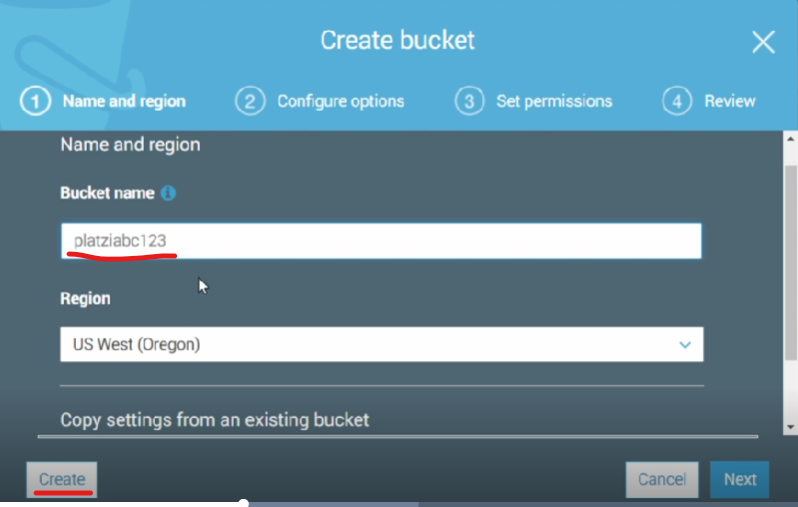 Create bucket
1 Name and region 2 Configure options 3 Set permissions 4 Review
Name and region
Bucket name
platziabc123
Region
US West (Oregon)
Copy settings from an existing bucket
Create Cancel Next